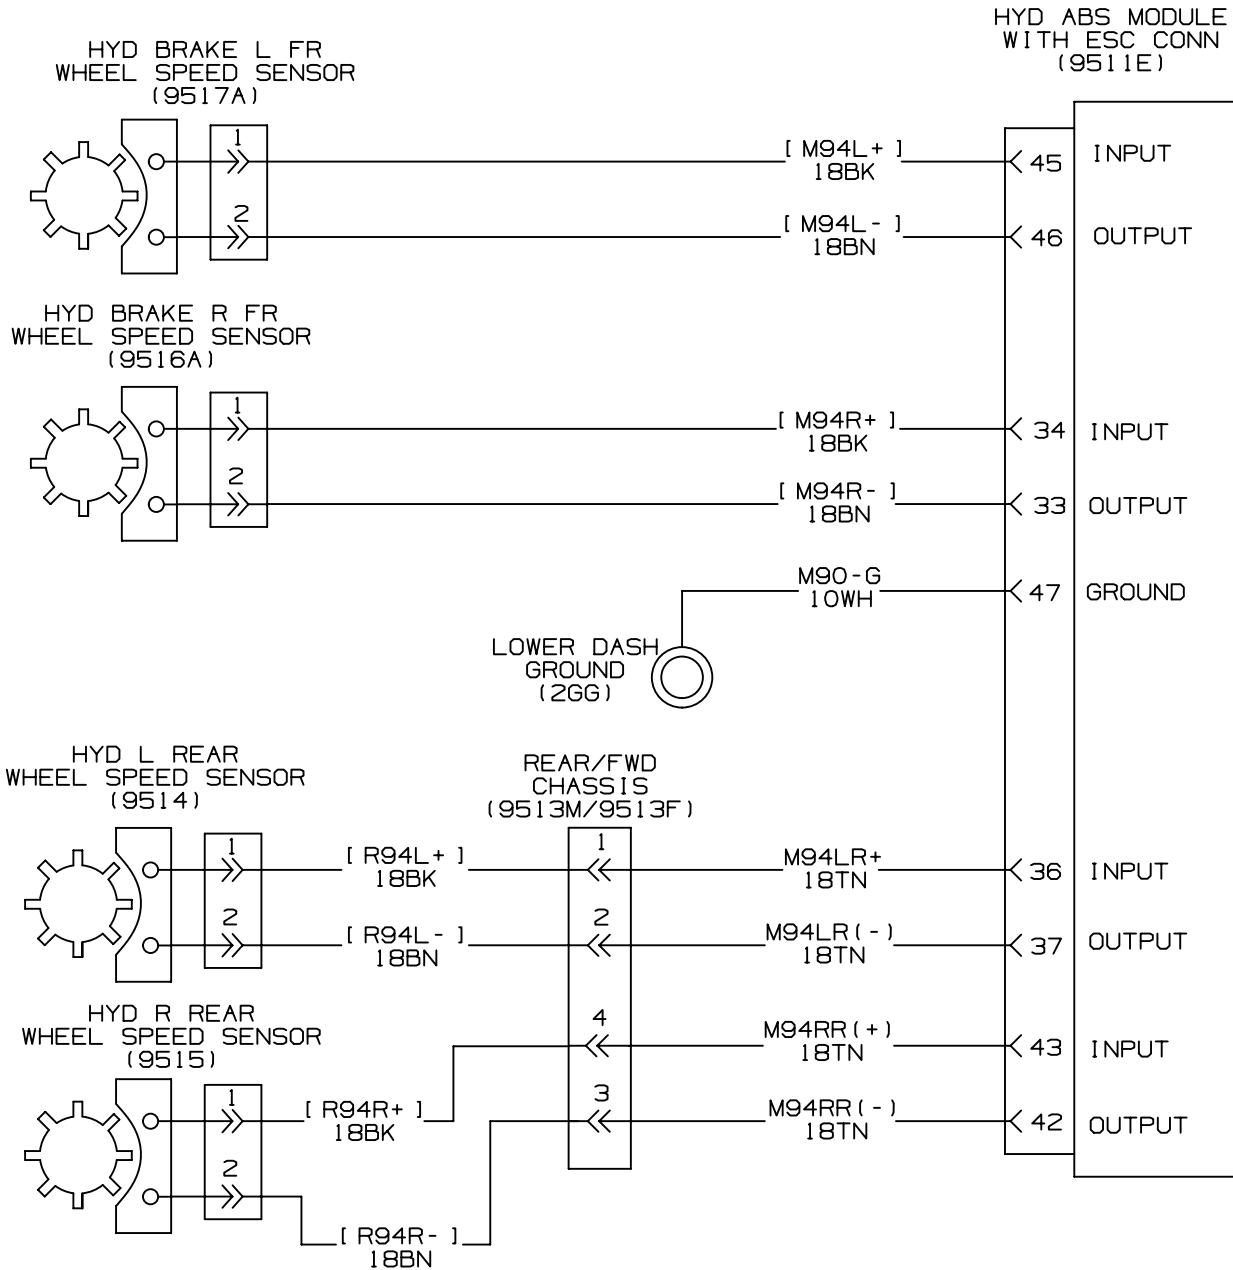 HYD ABS MODULE
WITH ESC CONN
(9511E)
HYD BRAKE L FR
WHEEL SPEED SENSOR
(9517A)
1
[ M94L+ ]
18BK
45
INPUT
2
[ M94L- ]
18BN
46
OUTPUT
HYD BRAKE R FR
WHEEL SPEED SENSOR
(9516A)
1
[ M94R+ ]
18BK
34
INPUT
2
[ M94R- ]
18BN
33
OUTPUT
M90-G
10WH
47
GROUND
LOWER DASH
GROUND
(2GG)
HYD L REAR
WHEEL SPEED SENSOR
(9514)
REAR/FWD
CHASSIS
(9513M/9513F)
1
[ R94L+ ]
18BK
1
M94LR+
18TN
36
INPUT
2
[ R94L- ]
18BN
2
M94LR(-)
18TN
37
OUTPUT
HYD R REAR
WHEEL SPEED SENSOR
(9515)
4
M94RR(+)
18TN
43
INPUT
1
[ R94R+ ]
18BK
3
M94RR(-)
18TN
42
OUTPUT
2
[ R94R- ]
18BN